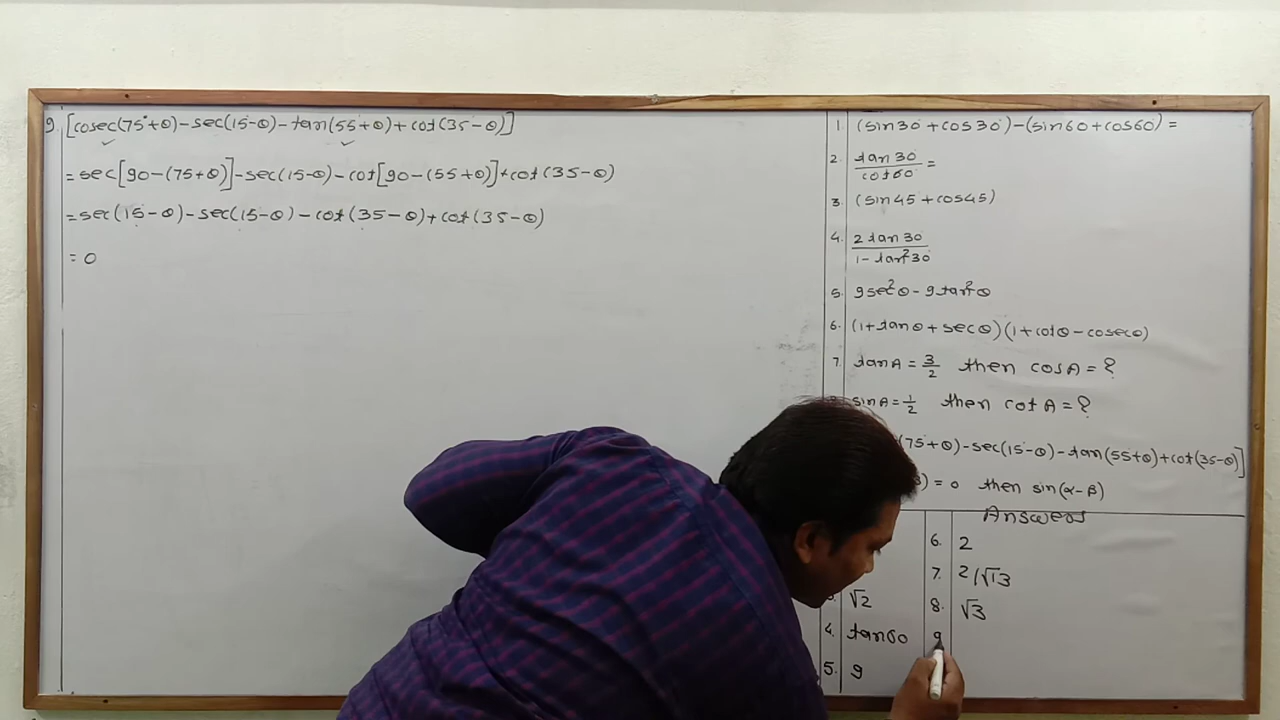 9. [cosec(75°+θ)-sec(15-θ)-tan(55+θ)+cot(35-θ)]
= sec[90-(75+θ)]-sec(15-θ)-cot[90-(55+θ)]+cot(35-θ)
= sec(15-θ)-sec(15-θ)-cot(35-θ)+cot(35-θ)
= 0
1. (sin30°+cos30°)-(sin60+cos60°)=
2. tan30°/cot60° =
3. (sin45°+cos45°)
4. 2tan30°/1-tan²30°
5. 9sec²θ-9tan²θ
6. (1+tanθ+secθ)(1+cotθ-cosecθ)
7. tanA = 3/2 then cosA = ?
sinA = 1/2 then cotA = ?
(75+θ)-sec(15-θ)-tan(55+θ)+cot(35-θ)]
) = 0 then sin(α-β)
Answers
√2
4. tan60
5. 9
6. 2
7. 2/√13
8. √3
9